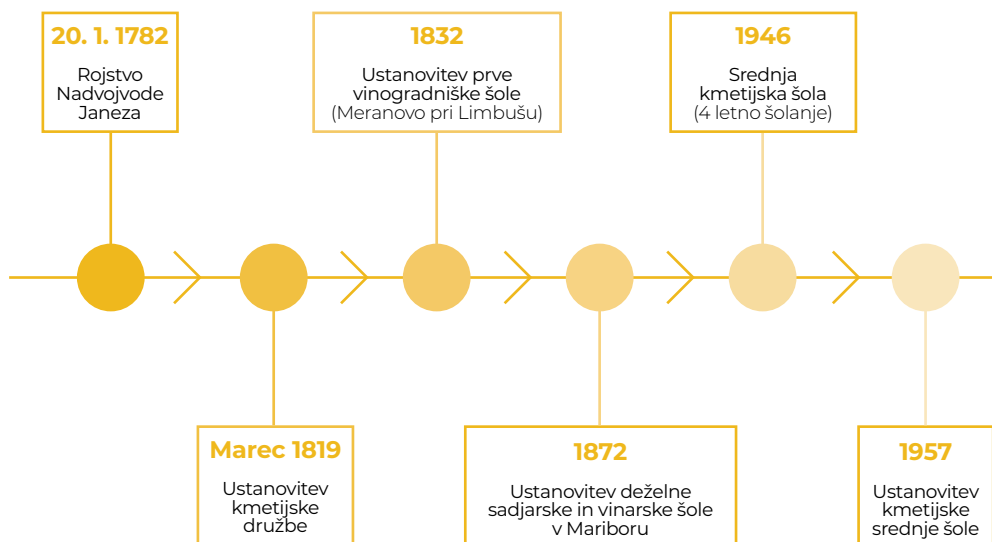 20. 1. 1782
Rojstvo
Nadvojvode
Janeza
1832
Ustanovitev prve
vinogradniške šole
(Meranovo pri Limbušu)
1946
Srednja
kmetijska šola
(4 letno šolanje)
Marec 1819
Ustanovitev
kmetijske
družbe
1872
Ustanovitev deželne
sadjarske in vinarske šole
v Mariboru
1957
Ustanovitev
kmetijske
srednje šole